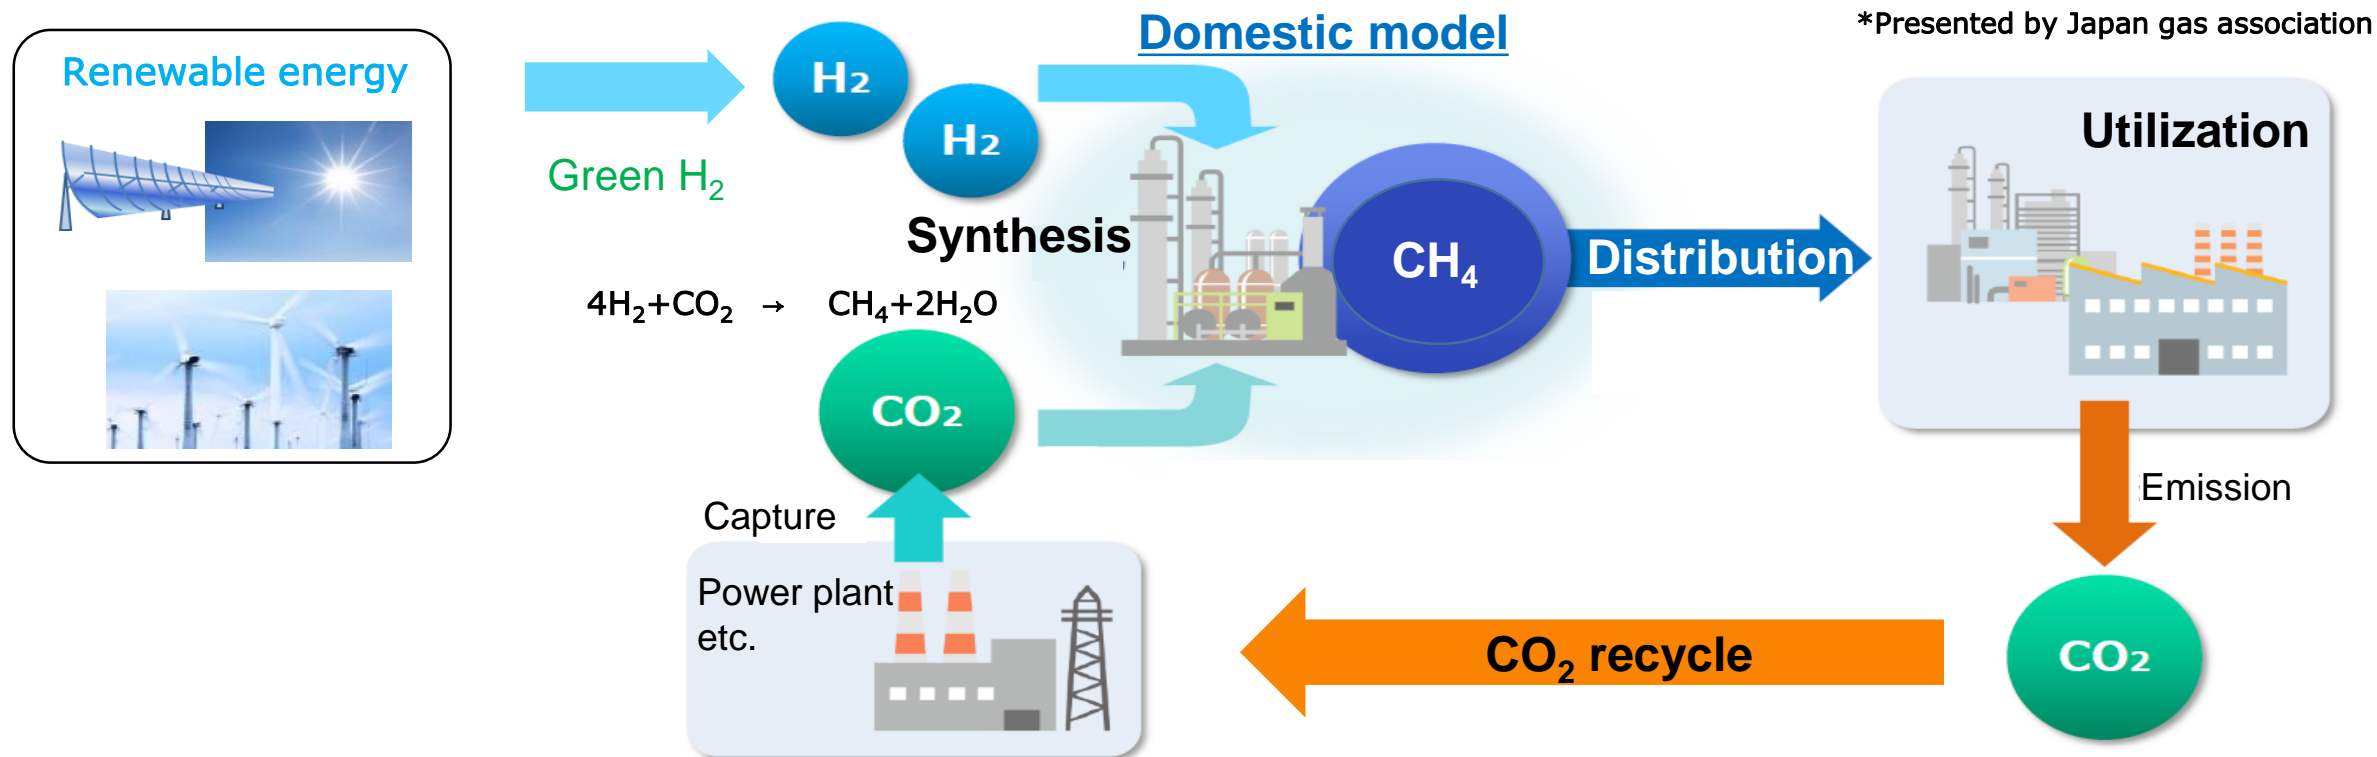 Domestic model
*Presented by Japan gas association
Renewable energy
H₂
H₂
Green H₂
Synthesis
4H₂+CO₂ → CH₄+2H₂O
CH₄
Distribution
Utilization
CO₂
Capture
Power plant
etc.
Emission
CO₂ recycle
CO₂